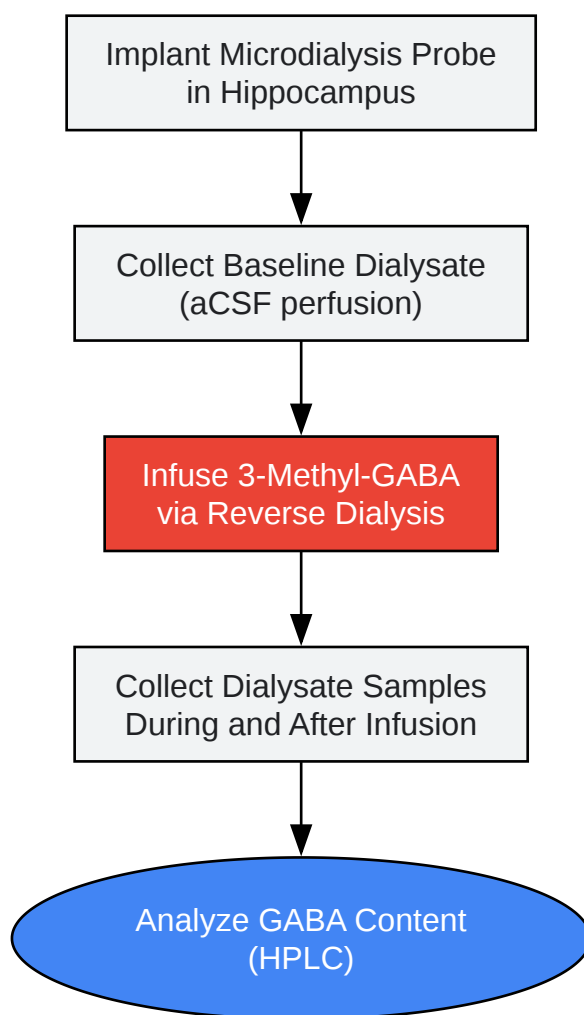 Implant Microdialysis Probe
in Hippocampus
Collect Baseline Dialysate
(aCSF perfusion)
Infuse 3-Methyl-GABA
via Reverse Dialysis
Collect Dialysate Samples
During and After Infusion
Analyze GABA Content
(HPLC)